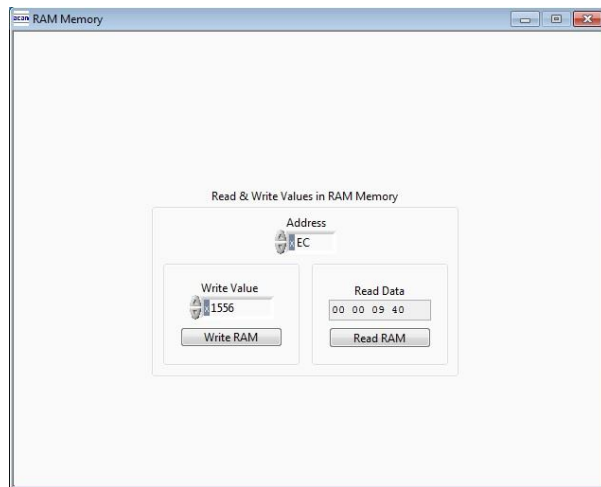 acan RAM Memory
Read & Write Values in RAM Memory
Address
x EC
Write Value
x 1556
Write RAM
Read Data
00 00 09 40
Read RAM